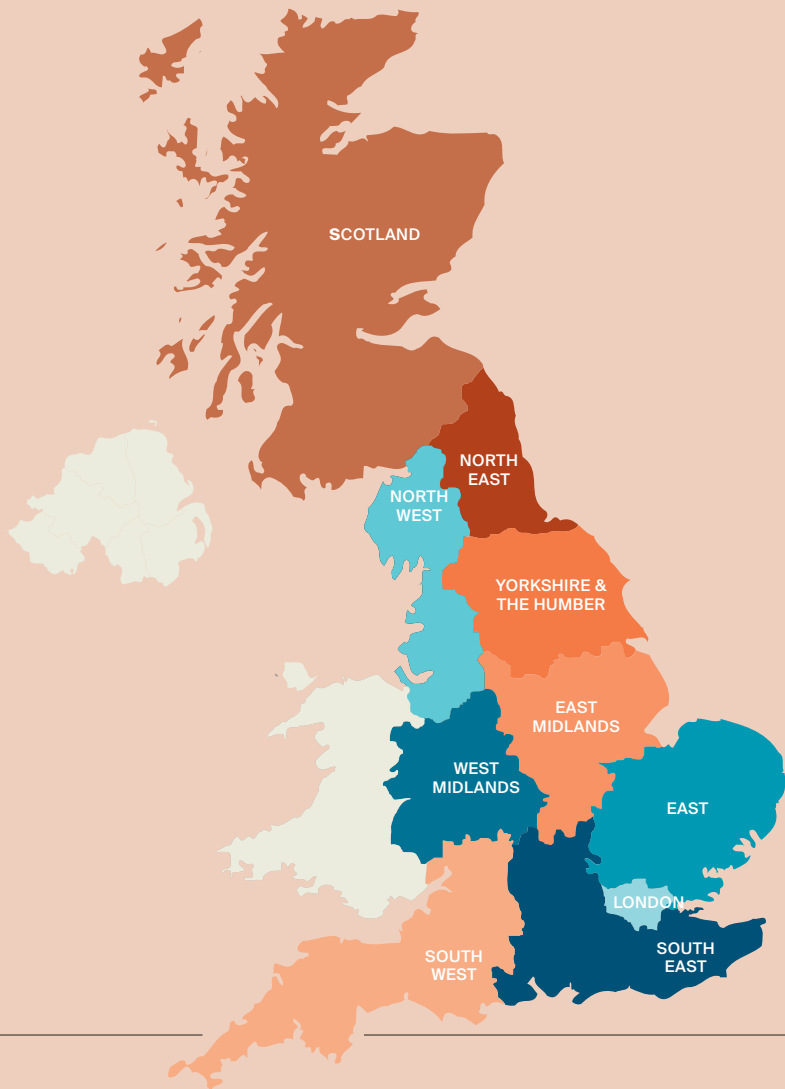 SCOTLAND
NORTH
EAST
NORTH
WEST
YORKSHIRE &
THE HUMBER
EAST
MIDLANDS
WEST
MIDLANDS
EAST
LONDON
SOUTH
EAST
SOUTH
WEST